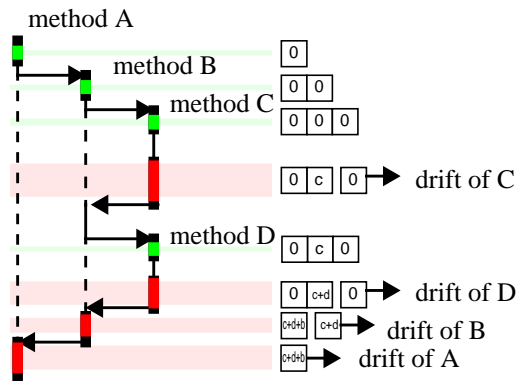 method A
0
method B
0 0
method C
0 0 0
0 c 0 drift of C
method D
0 c 0
0 c+d 0 drift of D
c+d+b c+d drift of B
c+d+b drift of A